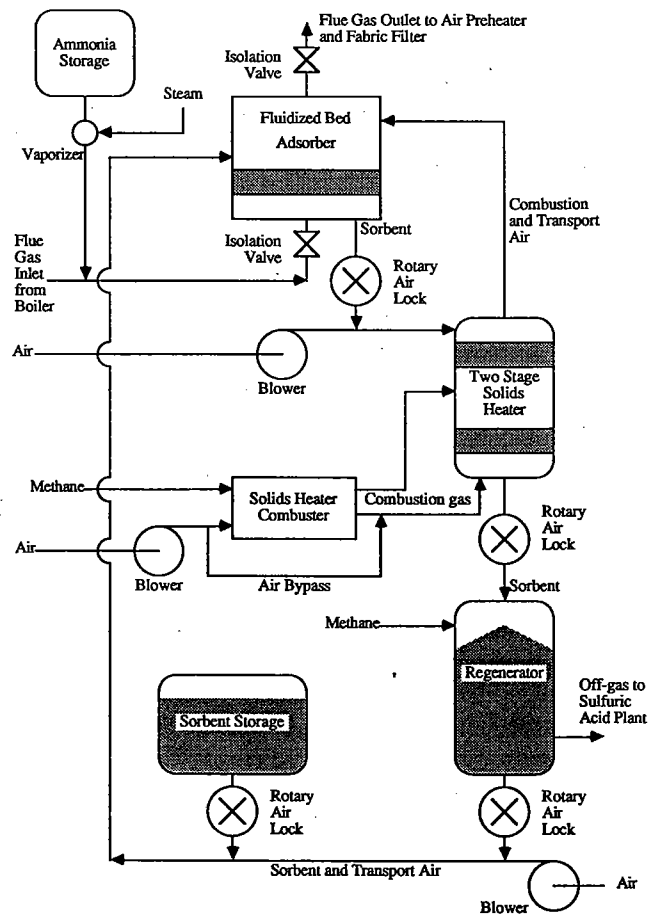 Flue Gas Outlet to Air Preheater
and Fabric Filter
Ammonia
Storage
Isolation
Valve
Steam
Fluidized Bed
Adsorber
Vaporizer
Combustion
and Transport
Air
Flue
Gas
Inlet
from
Boiler
Isolation
Valve
Sorbent
Rotary
Air
Lock
Air
Blower
Two Stage
Solids
Heater
Methane
Solids Heater
Combuster
Combustion gas
Rotary
Air
Lock
Air
Blower
Air Bypass
Sorbent
Methane
Regenerator
Off-gas to
Sulfuric
Acid Plant
Sorbent Storage
Rotary
Air
Lock
Rotary
Air
Lock
Sorbent and Transport Air
Air
Blower